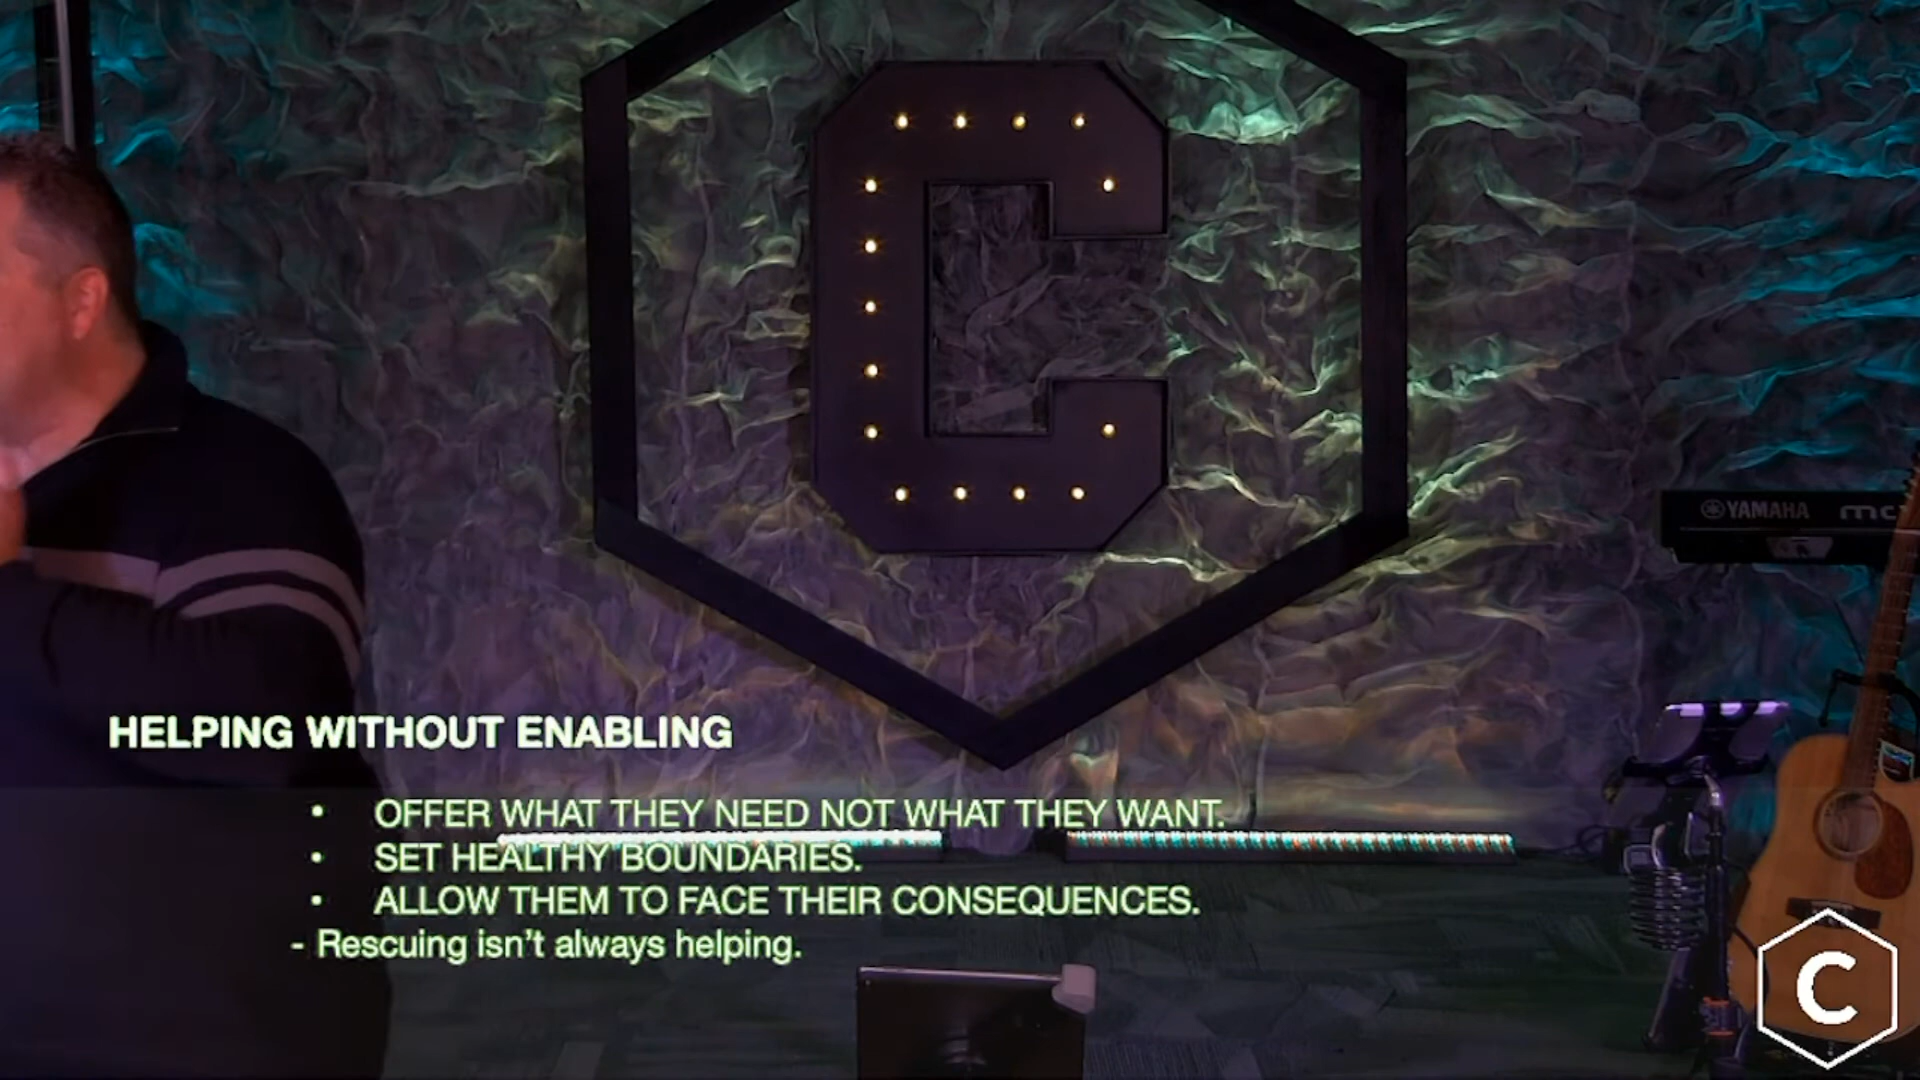 C
YAMAHA
HELPING WITHOUT ENABLING
• OFFER WHAT THEY NEED NOT WHAT THEY WANT.
• SET HEALTHY BOUNDARIES.
• ALLOW THEM TO FACE THEIR CONSEQUENCES.
- Rescuing isn’t always helping.
C